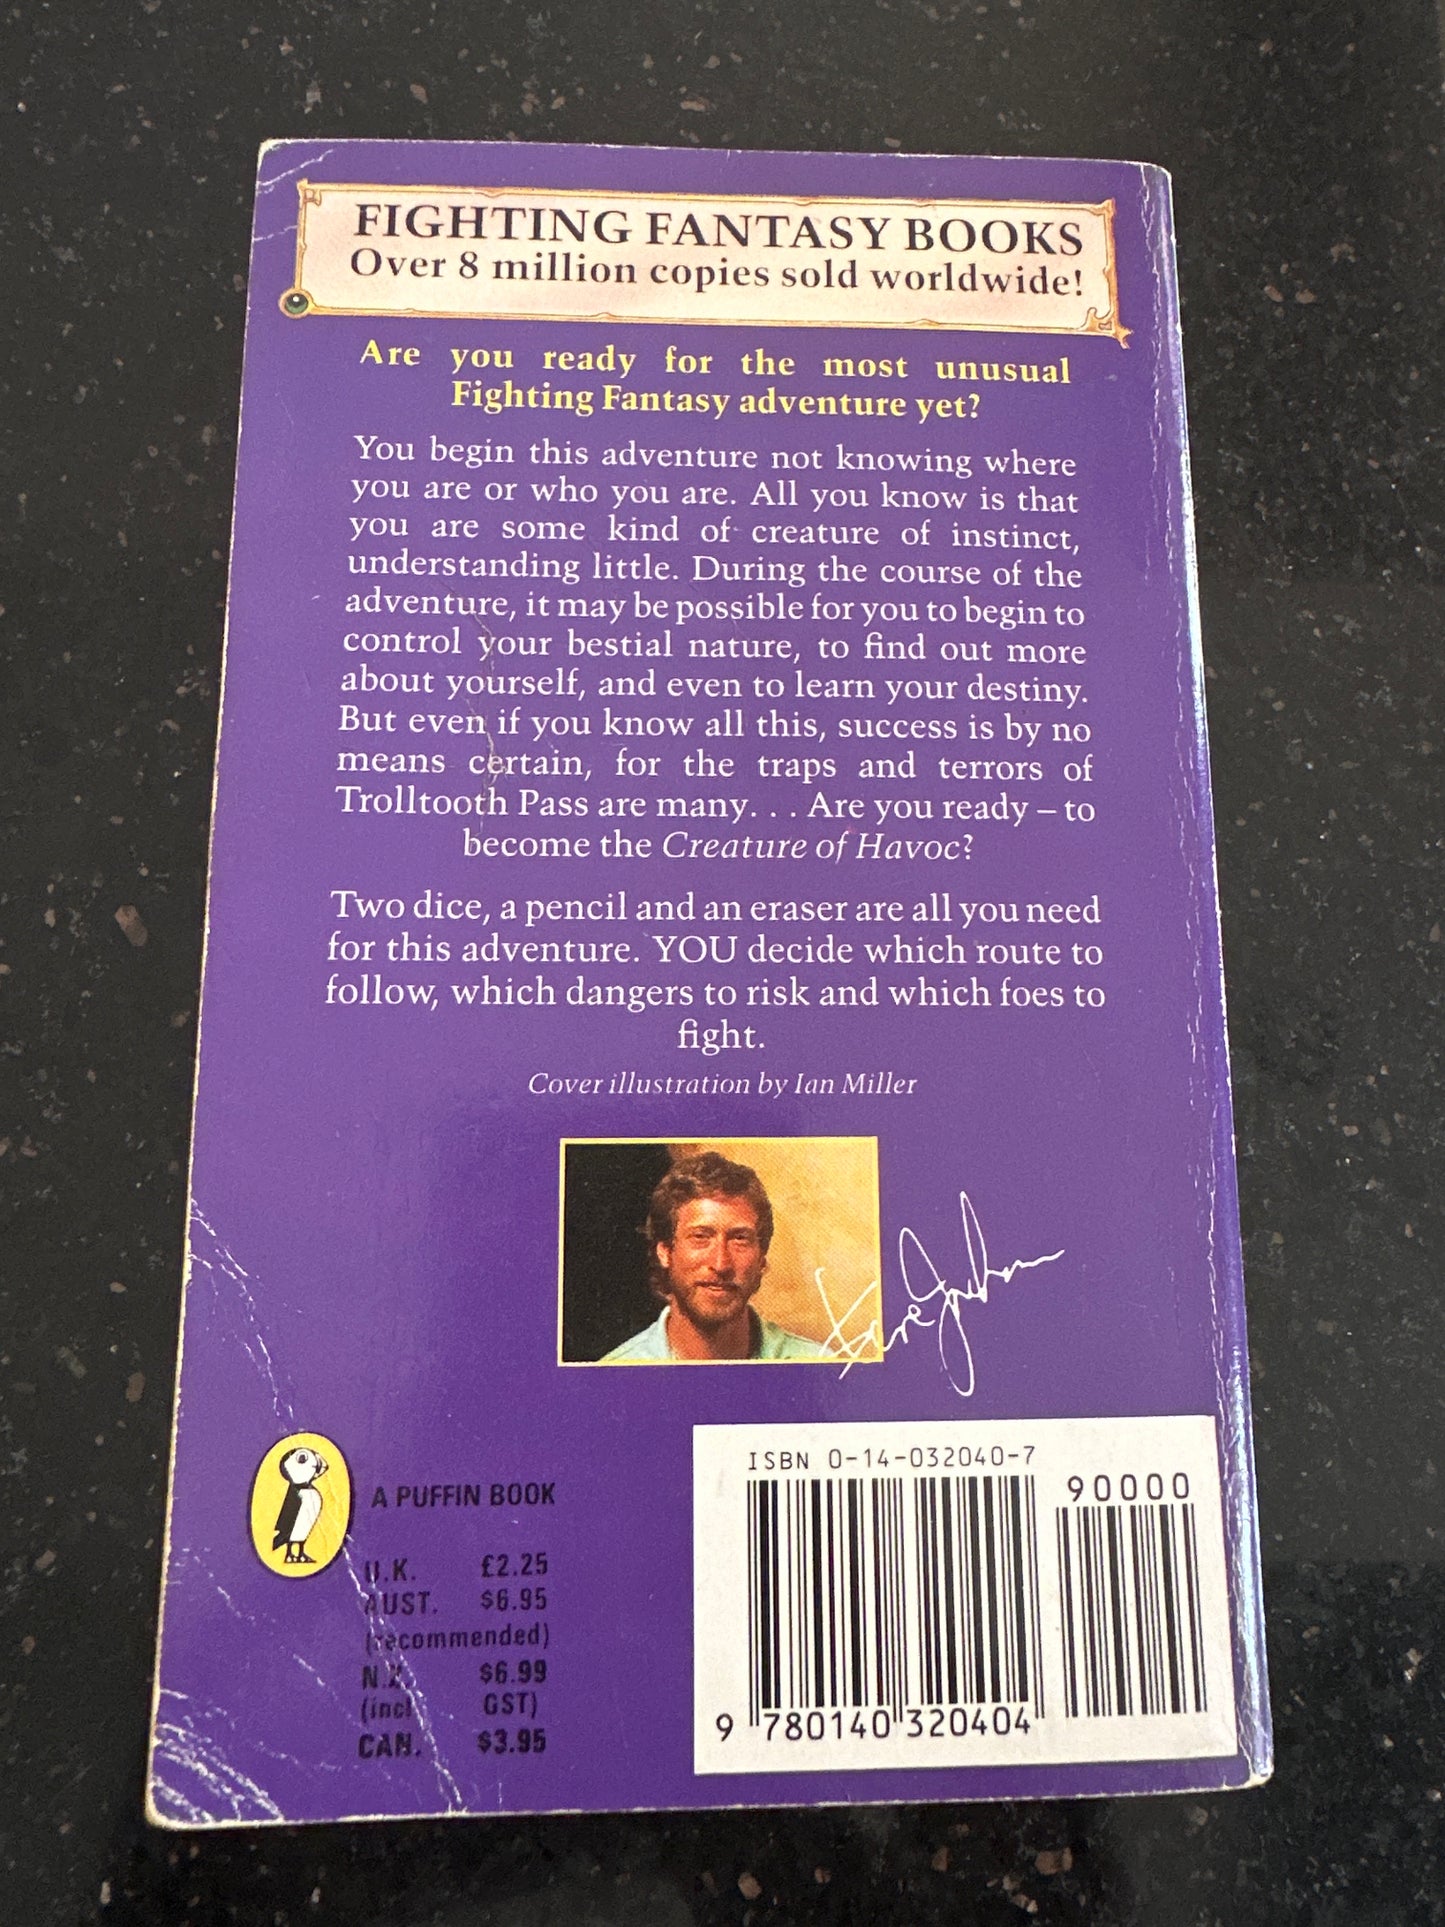 FIGHTING FANTASY BOOKS
Over 8 million copies sold worldwide!
Are you ready for the most unusual
Fighting Fantasy adventure yet?
You begin this adventure not knowing where
you are or who you are. All you know is that
you are some kind of creature of instinct,
understanding little. During the course of the
adventure, it may be possible for you to begin to
control your bestial nature, to find out more
about yourself, and even to learn your destiny.
But even if you know all this, success is by no
means certain, for the traps and terrors of
Trolltooth Pass are many. . . Are you ready – to
become the Creature of Havoc?
Two dice, a pencil and an eraser are all you need
for this adventure. YOU decide which route to
follow, which dangers to risk and which foes to
fight.
Cover illustration by Ian Miller
Steve Jackson
A PUFFIN BOOK
U.K. £2.25
AUST. $6.95
(recommended)
N.Z. $6.99
(incl GST)
CAN. $3.95
ISBN 0-14-032040-7
90000
9 780140 320404